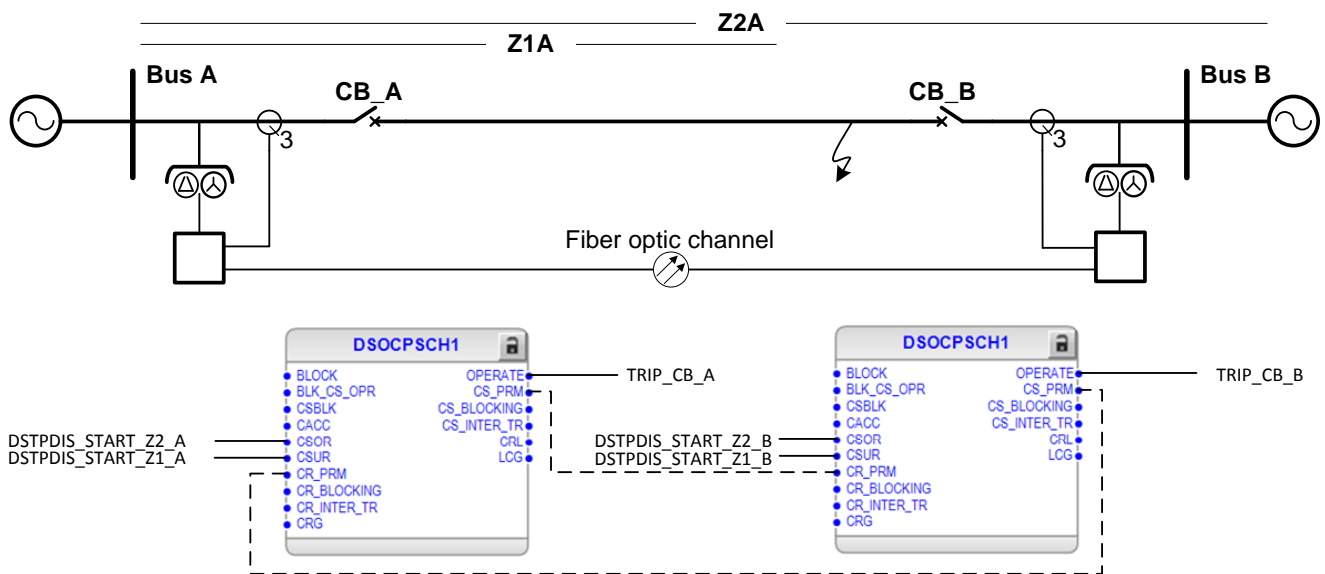 Z2A
Z1A
Bus A
Bus B
CB_A
CB_B
3
3
Fiber optic channel
DSOCPSCH1
BLOCK
OPERATE
TRIP_CB_A
BLK_CS_OPR
CS_PRM
CSBLK
CS_BLOCKING
CACC
CS_INTER_TR
DSTPDIS_START_Z2_A
CSOR
CRL
DSTPDIS_START_Z1_A
CSUR
LCG
CR_PRM
CR_BLOCKING
CR_INTER_TR
CRG
DSOCPSCH1
BLOCK
OPERATE
TRIP_CB_B
BLK_CS_OPR
CS_PRM
CSBLK
CS_BLOCKING
CACC
CS_INTER_TR
DSTPDIS_START_Z2_B
CSOR
CRL
DSTPDIS_START_Z1_B
CSUR
LCG
CR_PRM
CR_BLOCKING
CR_INTER_TR
CRG